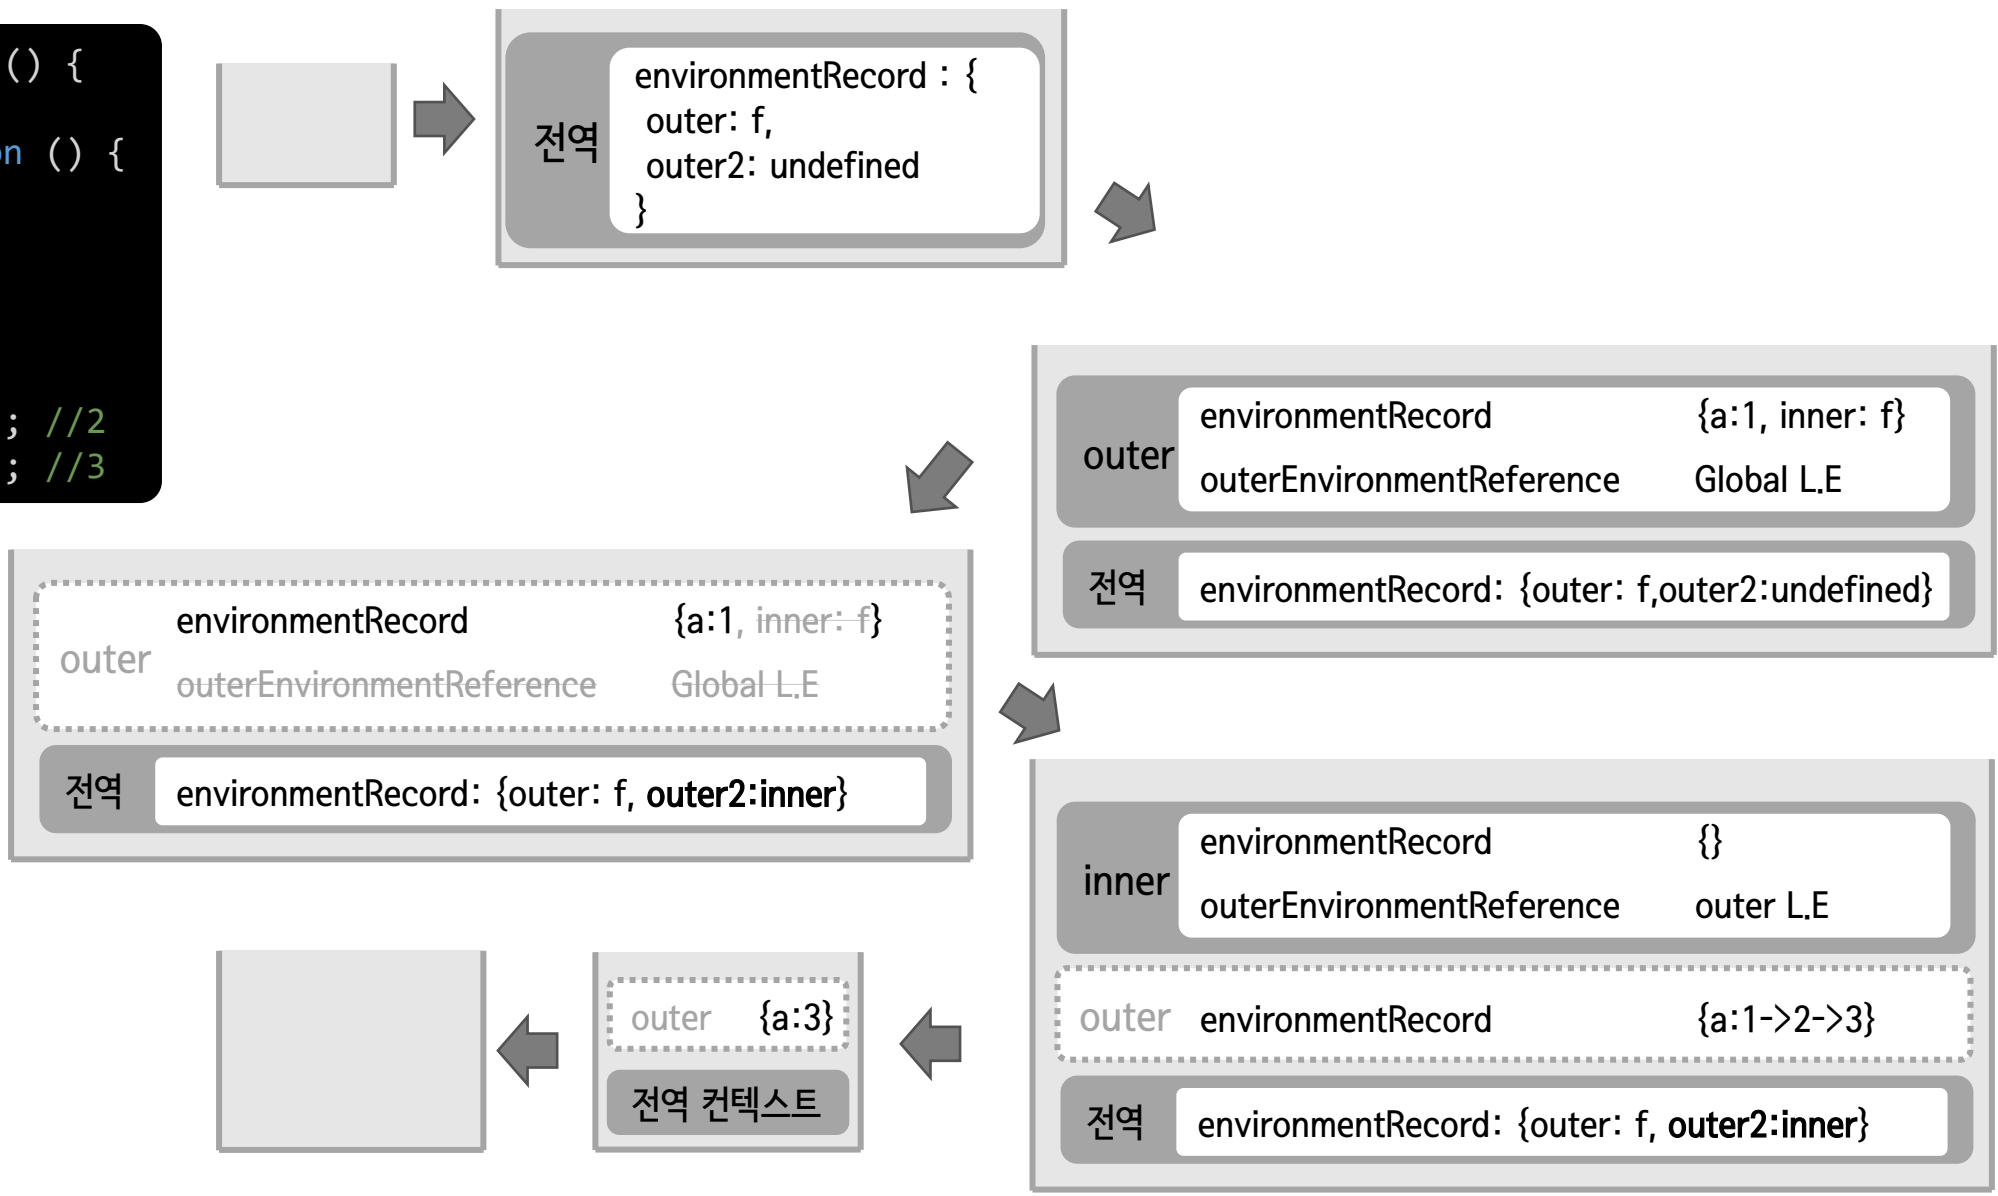 () {
n () {
; //2
; //3
전역
environmentRecord : {
outer: f,
outer2: undefined
}
outer
environmentRecord {a:1, inner: f}
outerEnvironmentReference Global L.E
전역 environmentRecord: {outer: f,outer2:undefined}
outer
environmentRecord {a:1, inner: f}
outerEnvironmentReference Global L.E
전역 environmentRecord: {outer: f, outer2:inner}
inner
environmentRecord {}
outerEnvironmentReference outer L.E
outer environmentRecord {a:1->2->3}
전역 environmentRecord: {outer: f, outer2:inner}
outer {a:3}
전역 컨텍스트